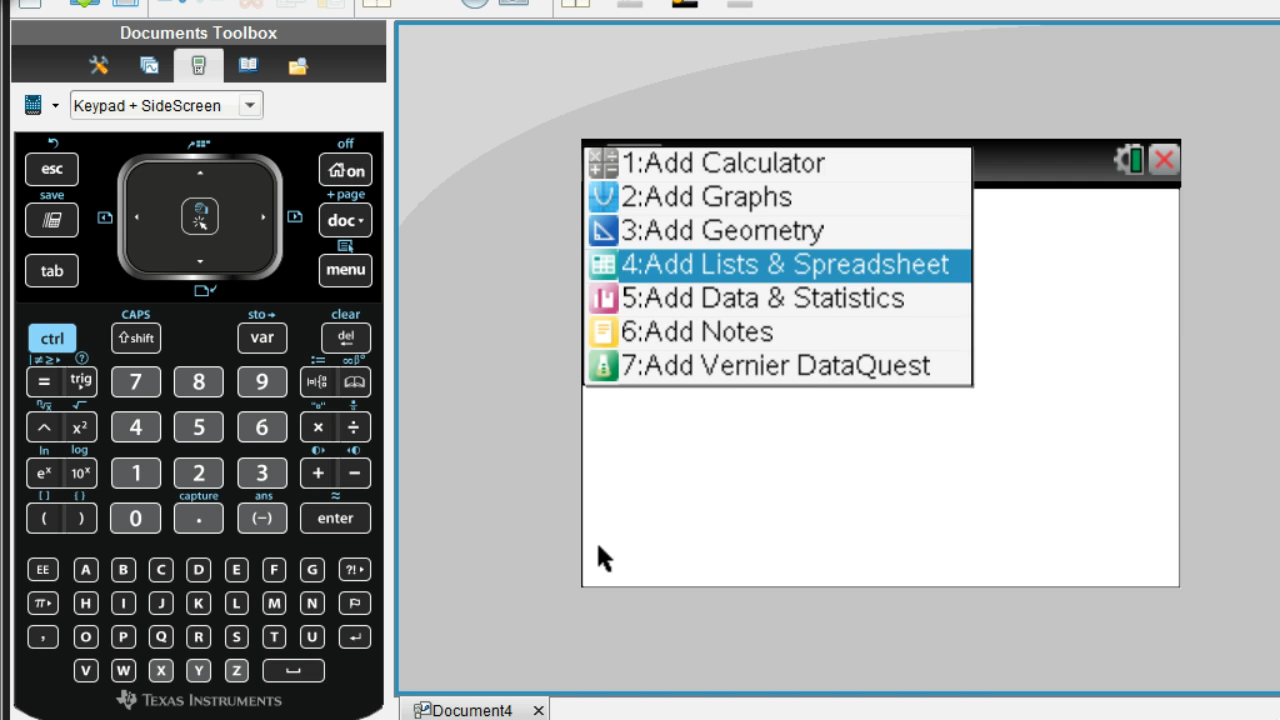 Documents Toolbox
Keypad + SideScreen
off
esc
on
save
+ page
doc
tab
menu
CAPS
sto→
clear
ctrl
⇧shift
var
del
|≠≥▸
:=
∞β°
=
trig
7
8
9
|□|{□
n√x
√
"□"
^
x²
4
5
6
×
÷
ln
log
eˣ
10ˣ
1
2
3
+
−
[ ]
{ }
capture
ans
≈
(
)
0
.
(−)
enter
EE
A
B
C
D
E
F
G
?!▸
π▸
H
I
J
K
L
M
N
,
O
P
Q
R
S
T
U
V
W
X
Y
Z
TEXAS INSTRUMENTS
1:Add Calculator
2:Add Graphs
3:Add Geometry
4:Add Lists & Spreadsheet
5:Add Data & Statistics
6:Add Notes
7:Add Vernier DataQuest
Document4